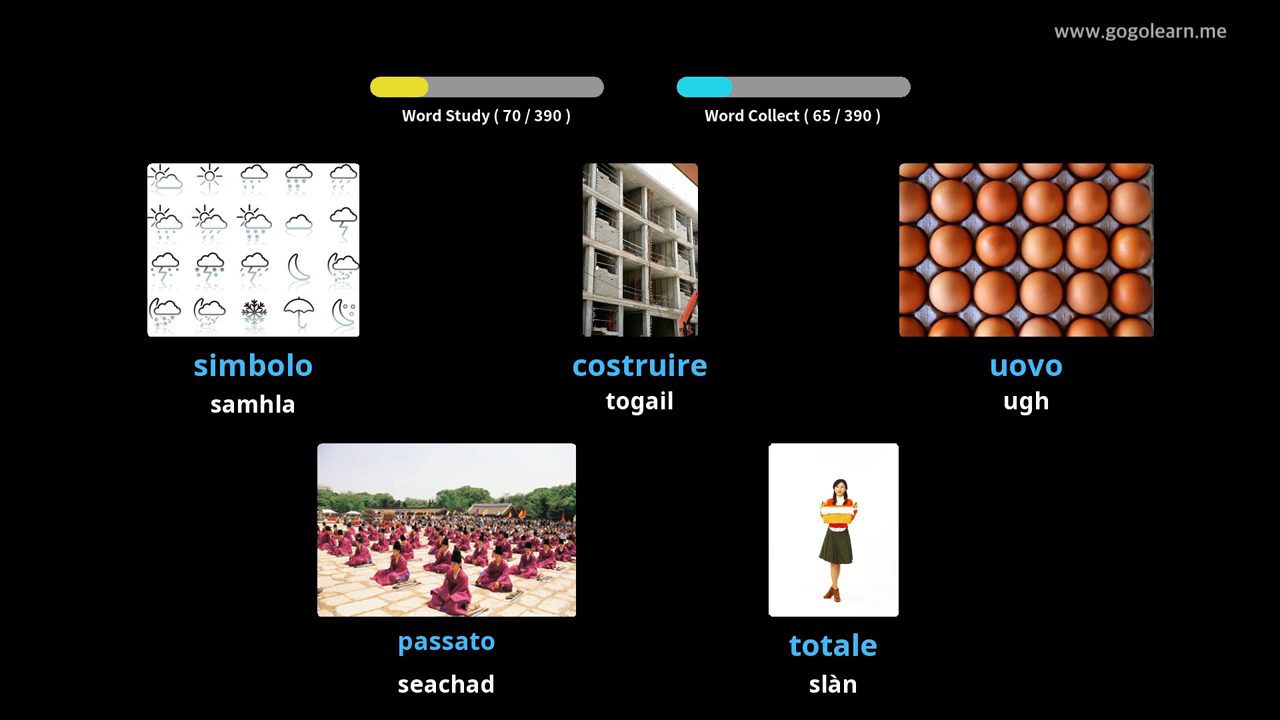 www.gogolearn.me
Word Study ( 70 / 390 )
Word Collect ( 65 / 390 )
simbolo
samhla
costruire
togail
uovo
ugh
passato
seachad
totale
slàn